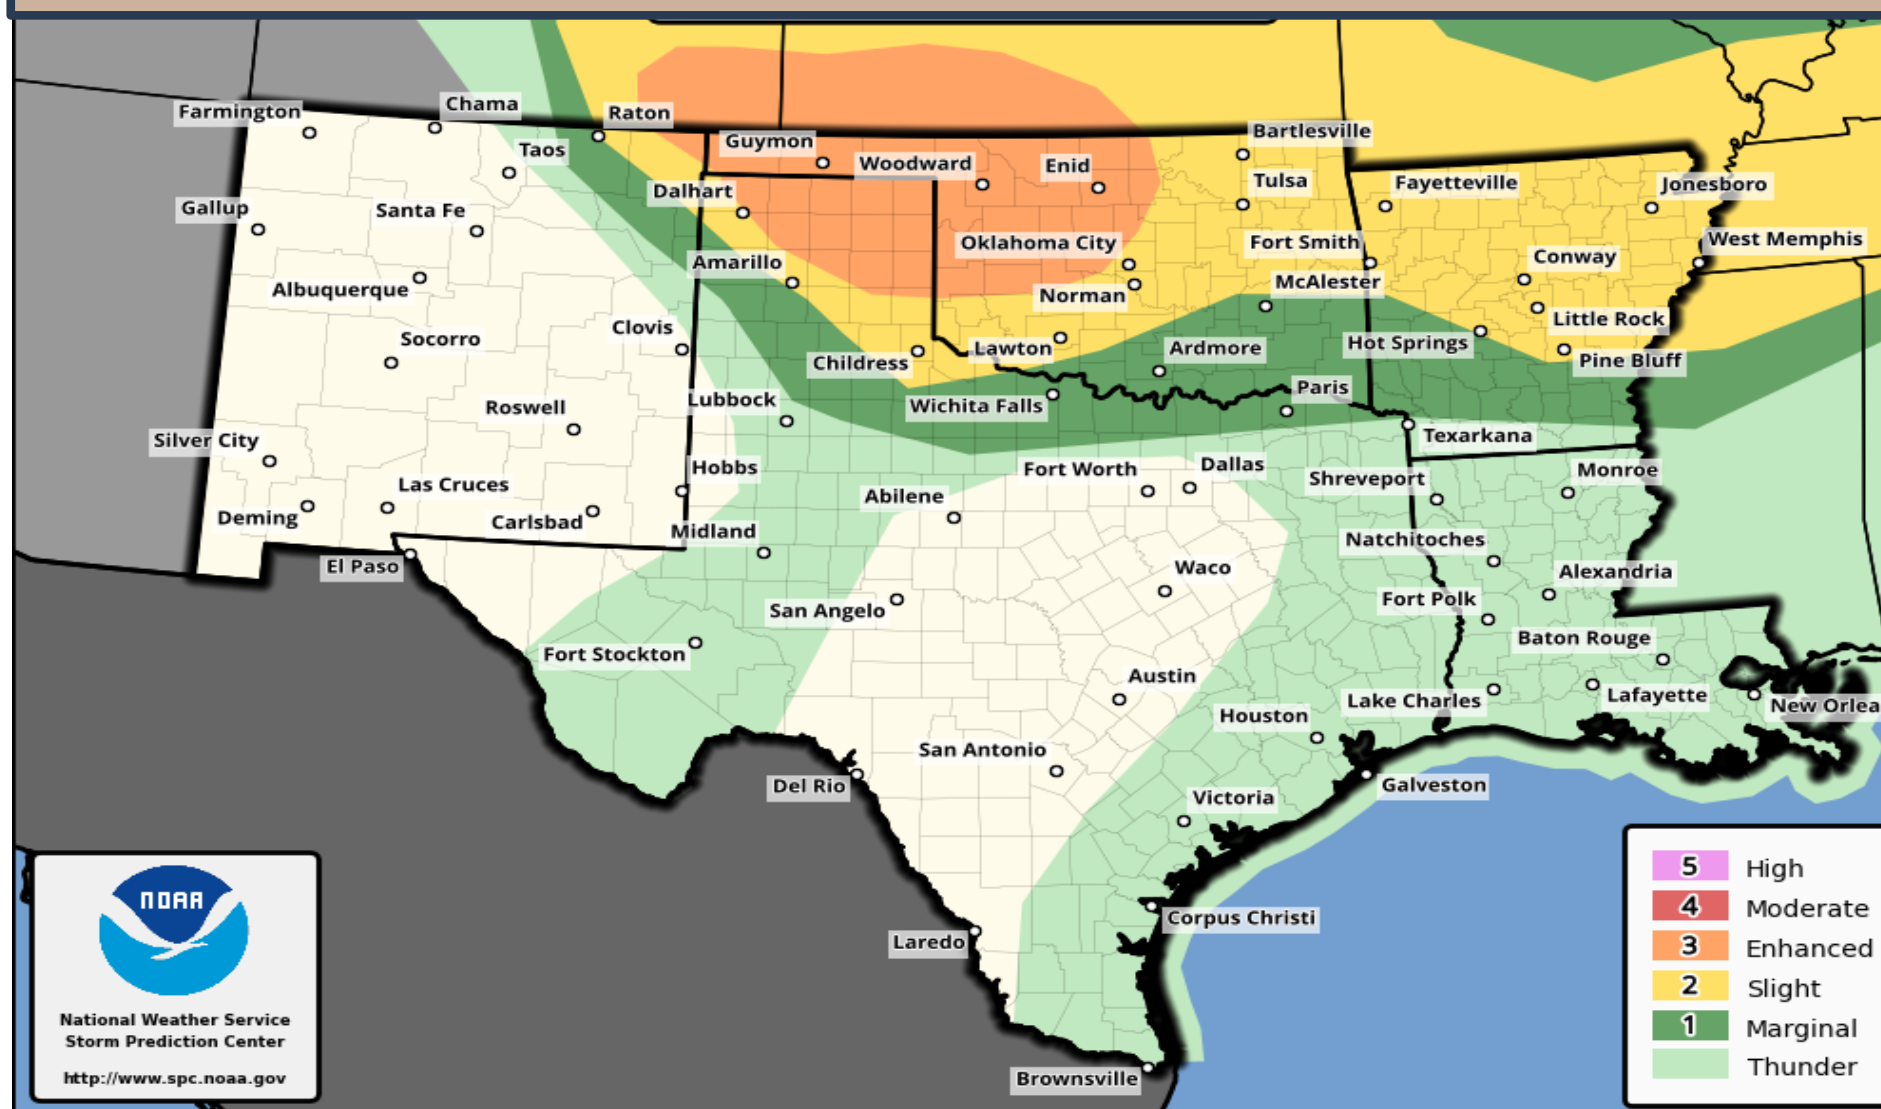 Farmington
Chama
Raton
Guymon
Bartlesville
Taos
Woodward
Enid
Tulsa
Fayetteville
Jonesboro
Dalhart
Gallup
Santa Fe
Oklahoma City
Fort Smith
West Memphis
Amarillo
Conway
Albuquerque
Norman
McAlester
Little Rock
Clovis
Socorro
Childress
Lawton
Ardmore
Hot Springs
Pine Bluff
Lubbock
Wichita Falls
Paris
Roswell
Silver City
Texarkana
Hobbs
Fort Worth
Dallas
Shreveport
Monroe
Las Cruces
Abilene
Deming
Carlsbad
Midland
Natchitoches
El Paso
Waco
Alexandria
San Angelo
Fort Polk
Fort Stockton
Baton Rouge
Austin
Lake Charles
Lafayette
New Orlea
Houston
San Antonio
Del Rio
Galveston
Victoria
Corpus Christi
Laredo
Brownsville
NOAA
National Weather Service
Storm Prediction Center
http://www.spc.noaa.gov
5 High
4 Moderate
3 Enhanced
2 Slight
1 Marginal
Thunder